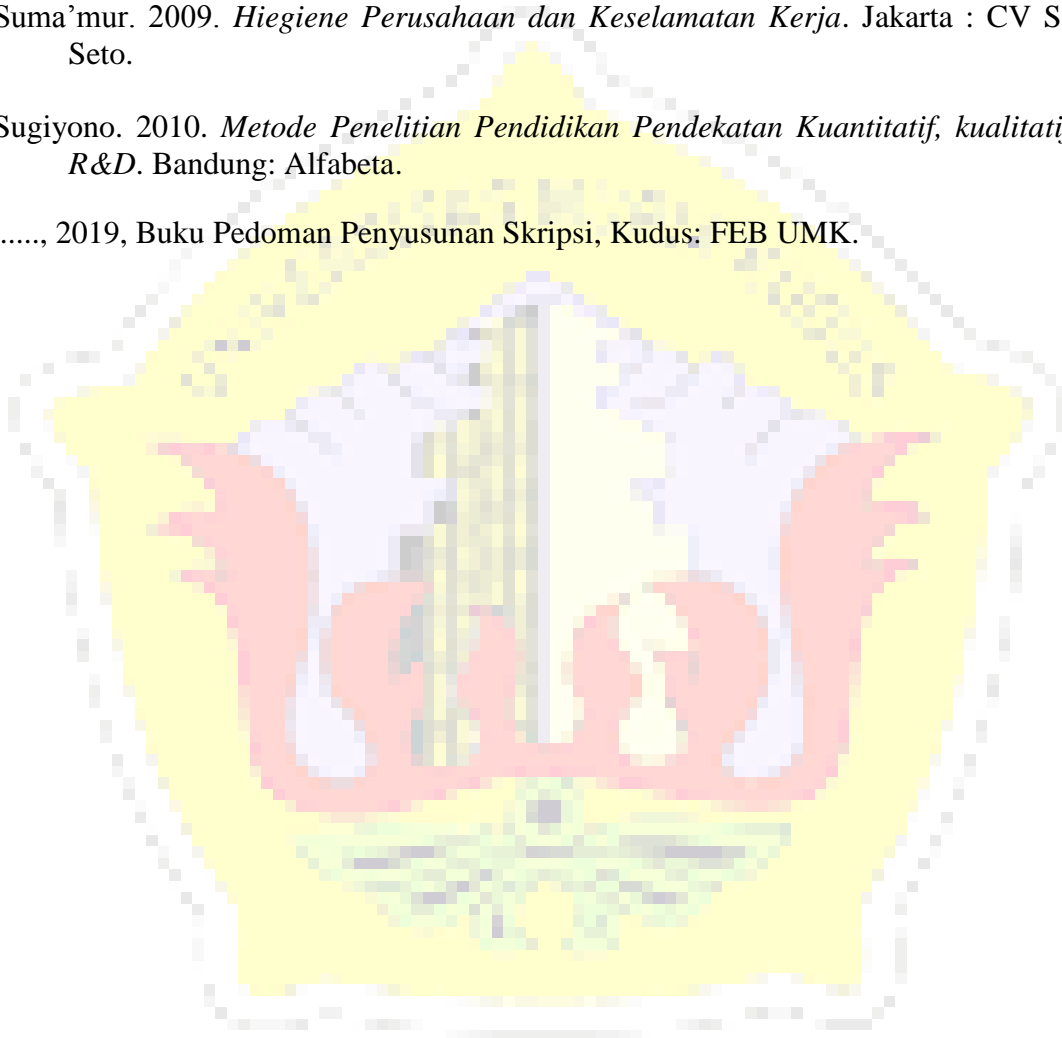 Suma’mur. 2009. Hiegiene Perusahaan dan Keselamatan Kerja. Jakarta : CV S
Seto.
Sugiyono. 2010. Metode Penelitian Pendidikan Pendekatan Kuantitatif, kualitatif
R&D. Bandung: Alfabeta.
....., 2019, Buku Pedoman Penyusunan Skripsi, Kudus: FEB UMK.